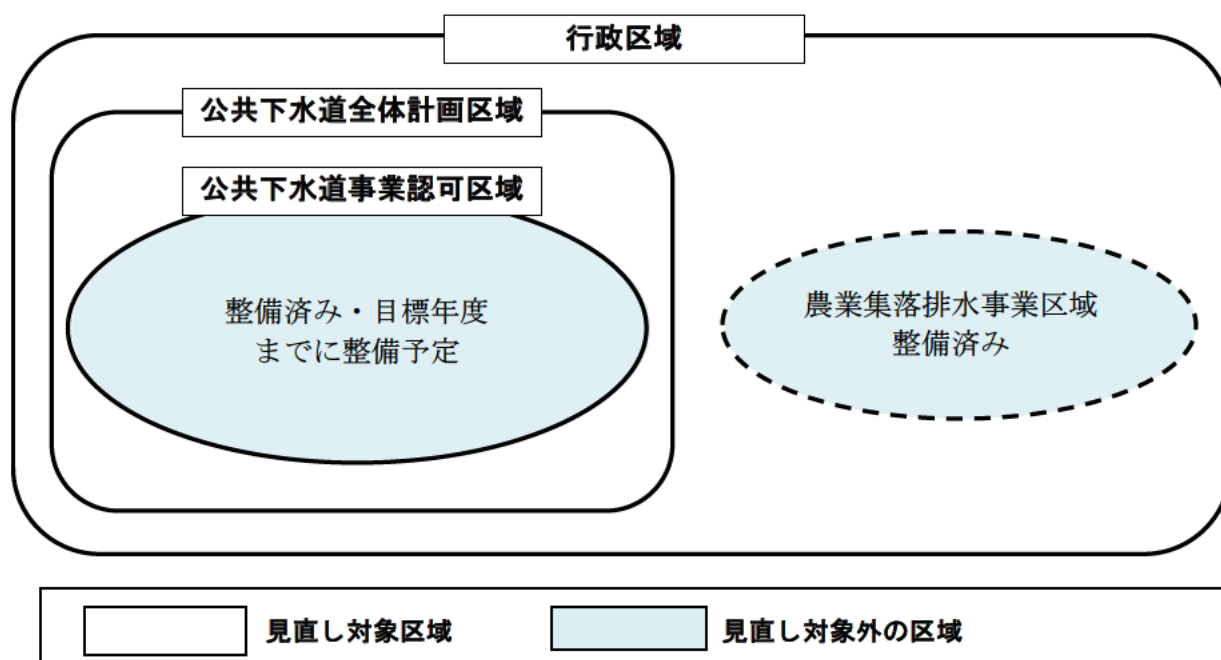 行政区域
公共下水道全体計画区域
公共下水道事業認可区域
整備済み・目標年度
までに整備予定
農業集落排水事業区域
整備済み
見直し対象区域
見直し対象外の区域